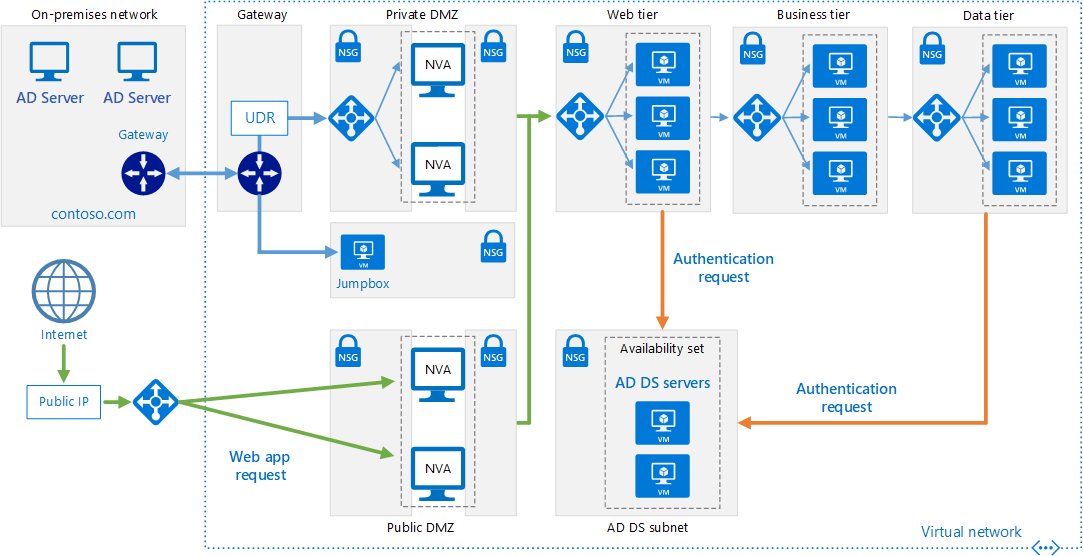 On-premises network
Gateway
Private DMZ
Web tier
Business tier
Data tier
AD Server
AD Server
Gateway
contoso.com
UDR
NSG
NSG
NVA
NVA
NSG
VM
VM
VM
NSG
VM
VM
VM
NSG
VM
VM
VM
NSG
VM
Jumpbox
Internet
Public IP
Web app
request
NSG
NSG
NVA
NVA
Public DMZ
Authentication
request
NSG
Availability set
AD DS servers
VM
VM
AD DS subnet
Authentication
request
Virtual network